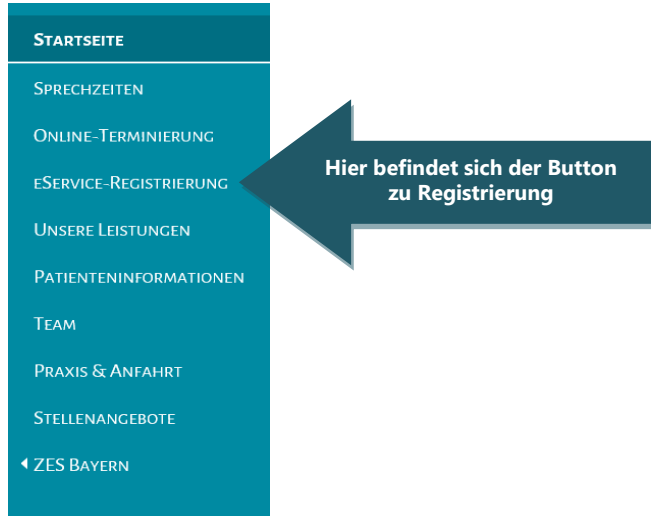 Startseite
Sprechzeiten
Online-Terminierung
eService-Registrierung
Hier befindet sich der Button
zu Registrierung
Unsere Leistungen
Patienteninformationen
Team
Praxis & Anfahrt
Stellenangebote
ZES Bayern